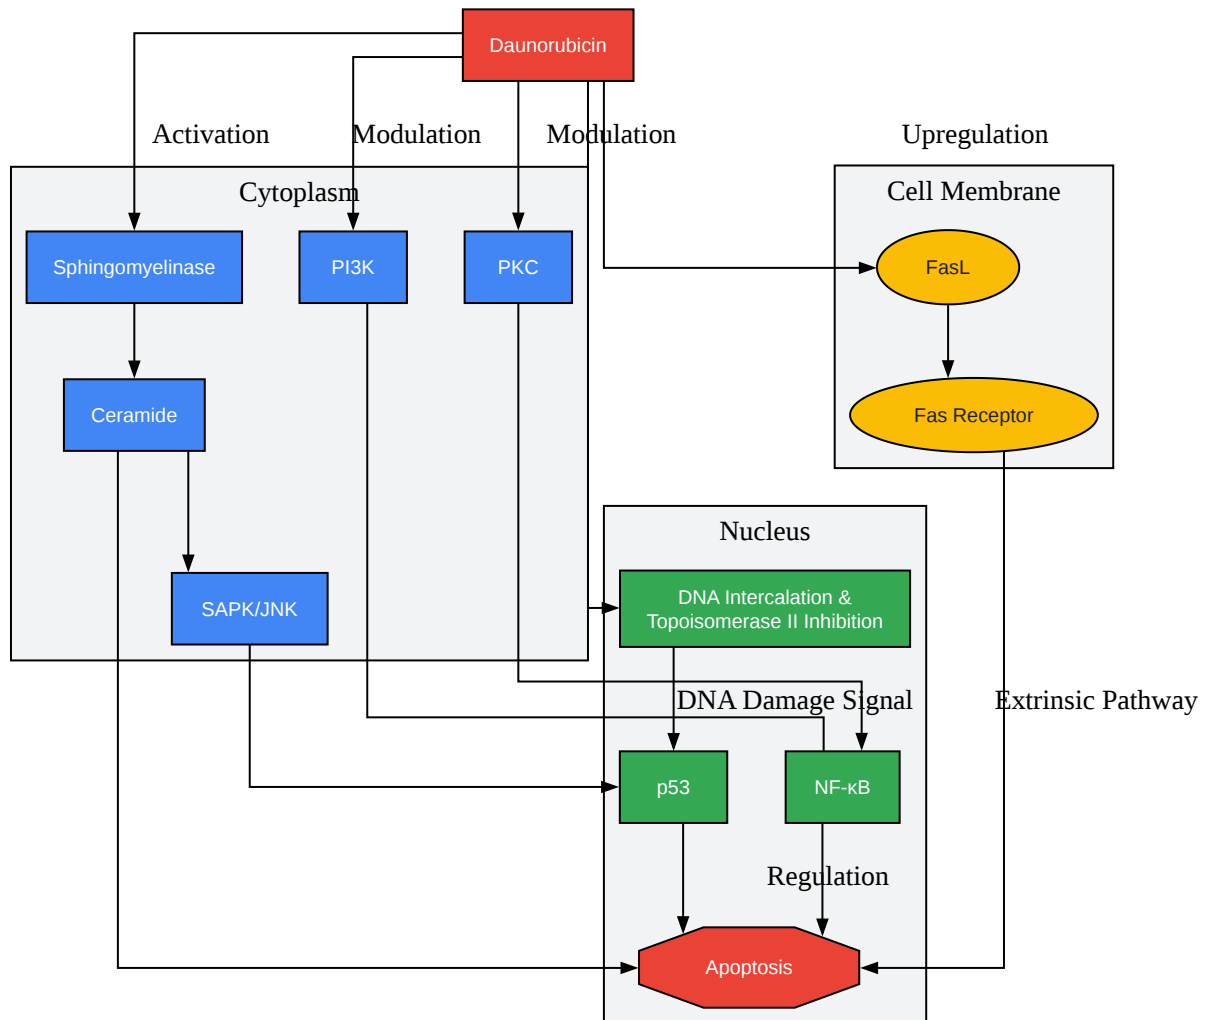 Daunorubicin
Activation
Modulation
Modulation
Upregulation
Cytoplasm
Cell Membrane
Sphingomyelinase
PI3K
PKC
FasL
Ceramide
Fas Receptor
Nucleus
DNA Intercalation &
Topoisomerase II Inhibition
SAPK/JNK
DNA Damage Signal
Extrinsic Pathway
p53
NF-κB
Regulation
Apoptosis